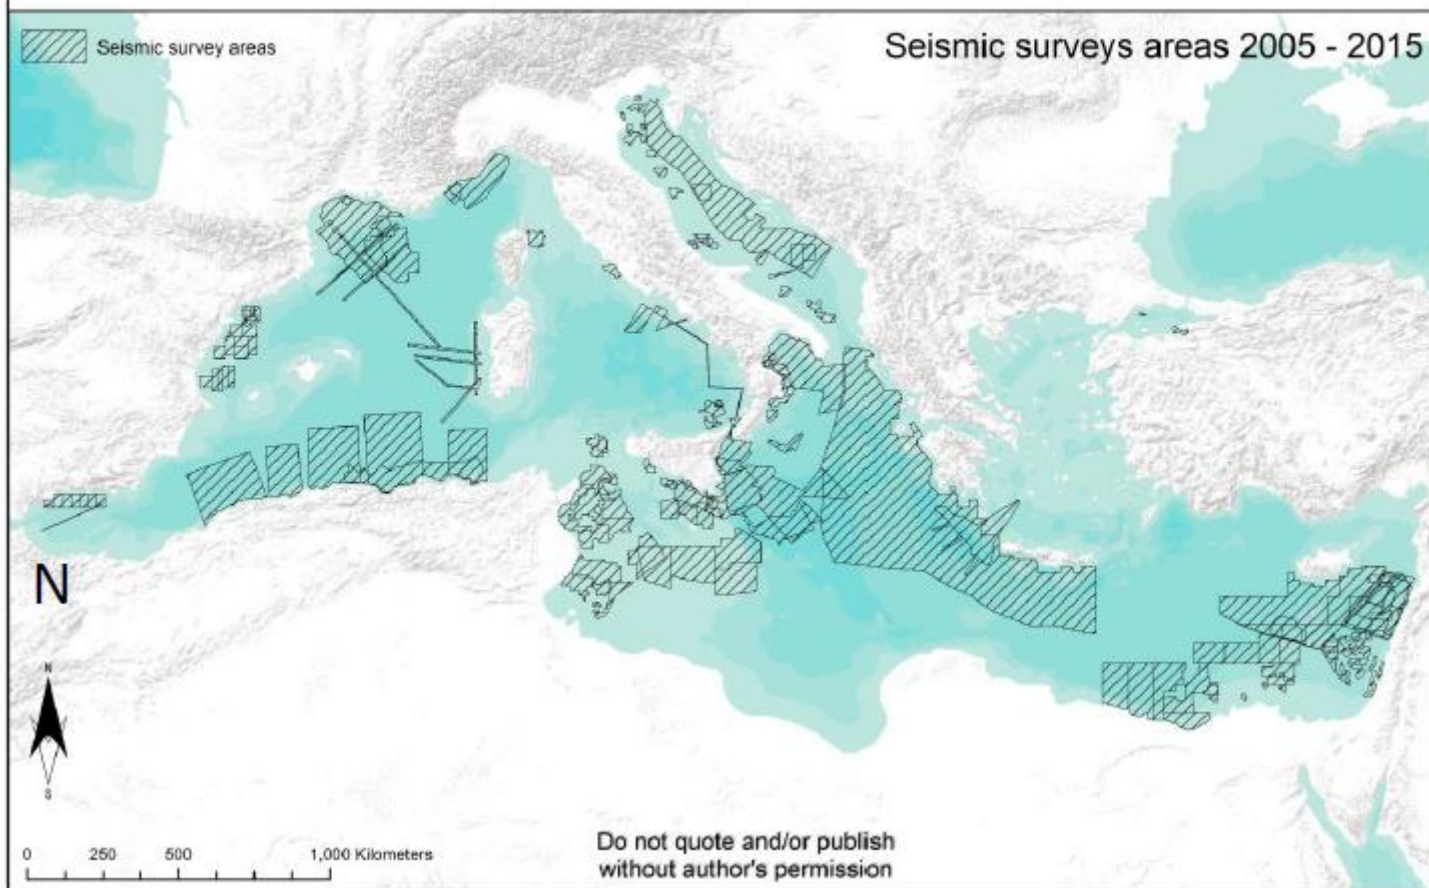 Seismic survey areas
Seismic surveys areas 2005 - 2015
N
N
S
0 250 500 1,000 Kilometers
Do not quote and/or publish
without author's permission